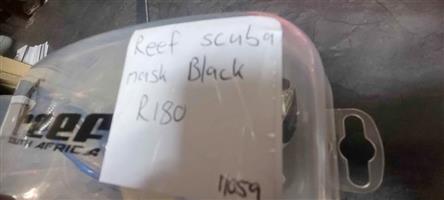 Reef scuba
mask Black
R180
REEF
SOUTH AFRICA
11059